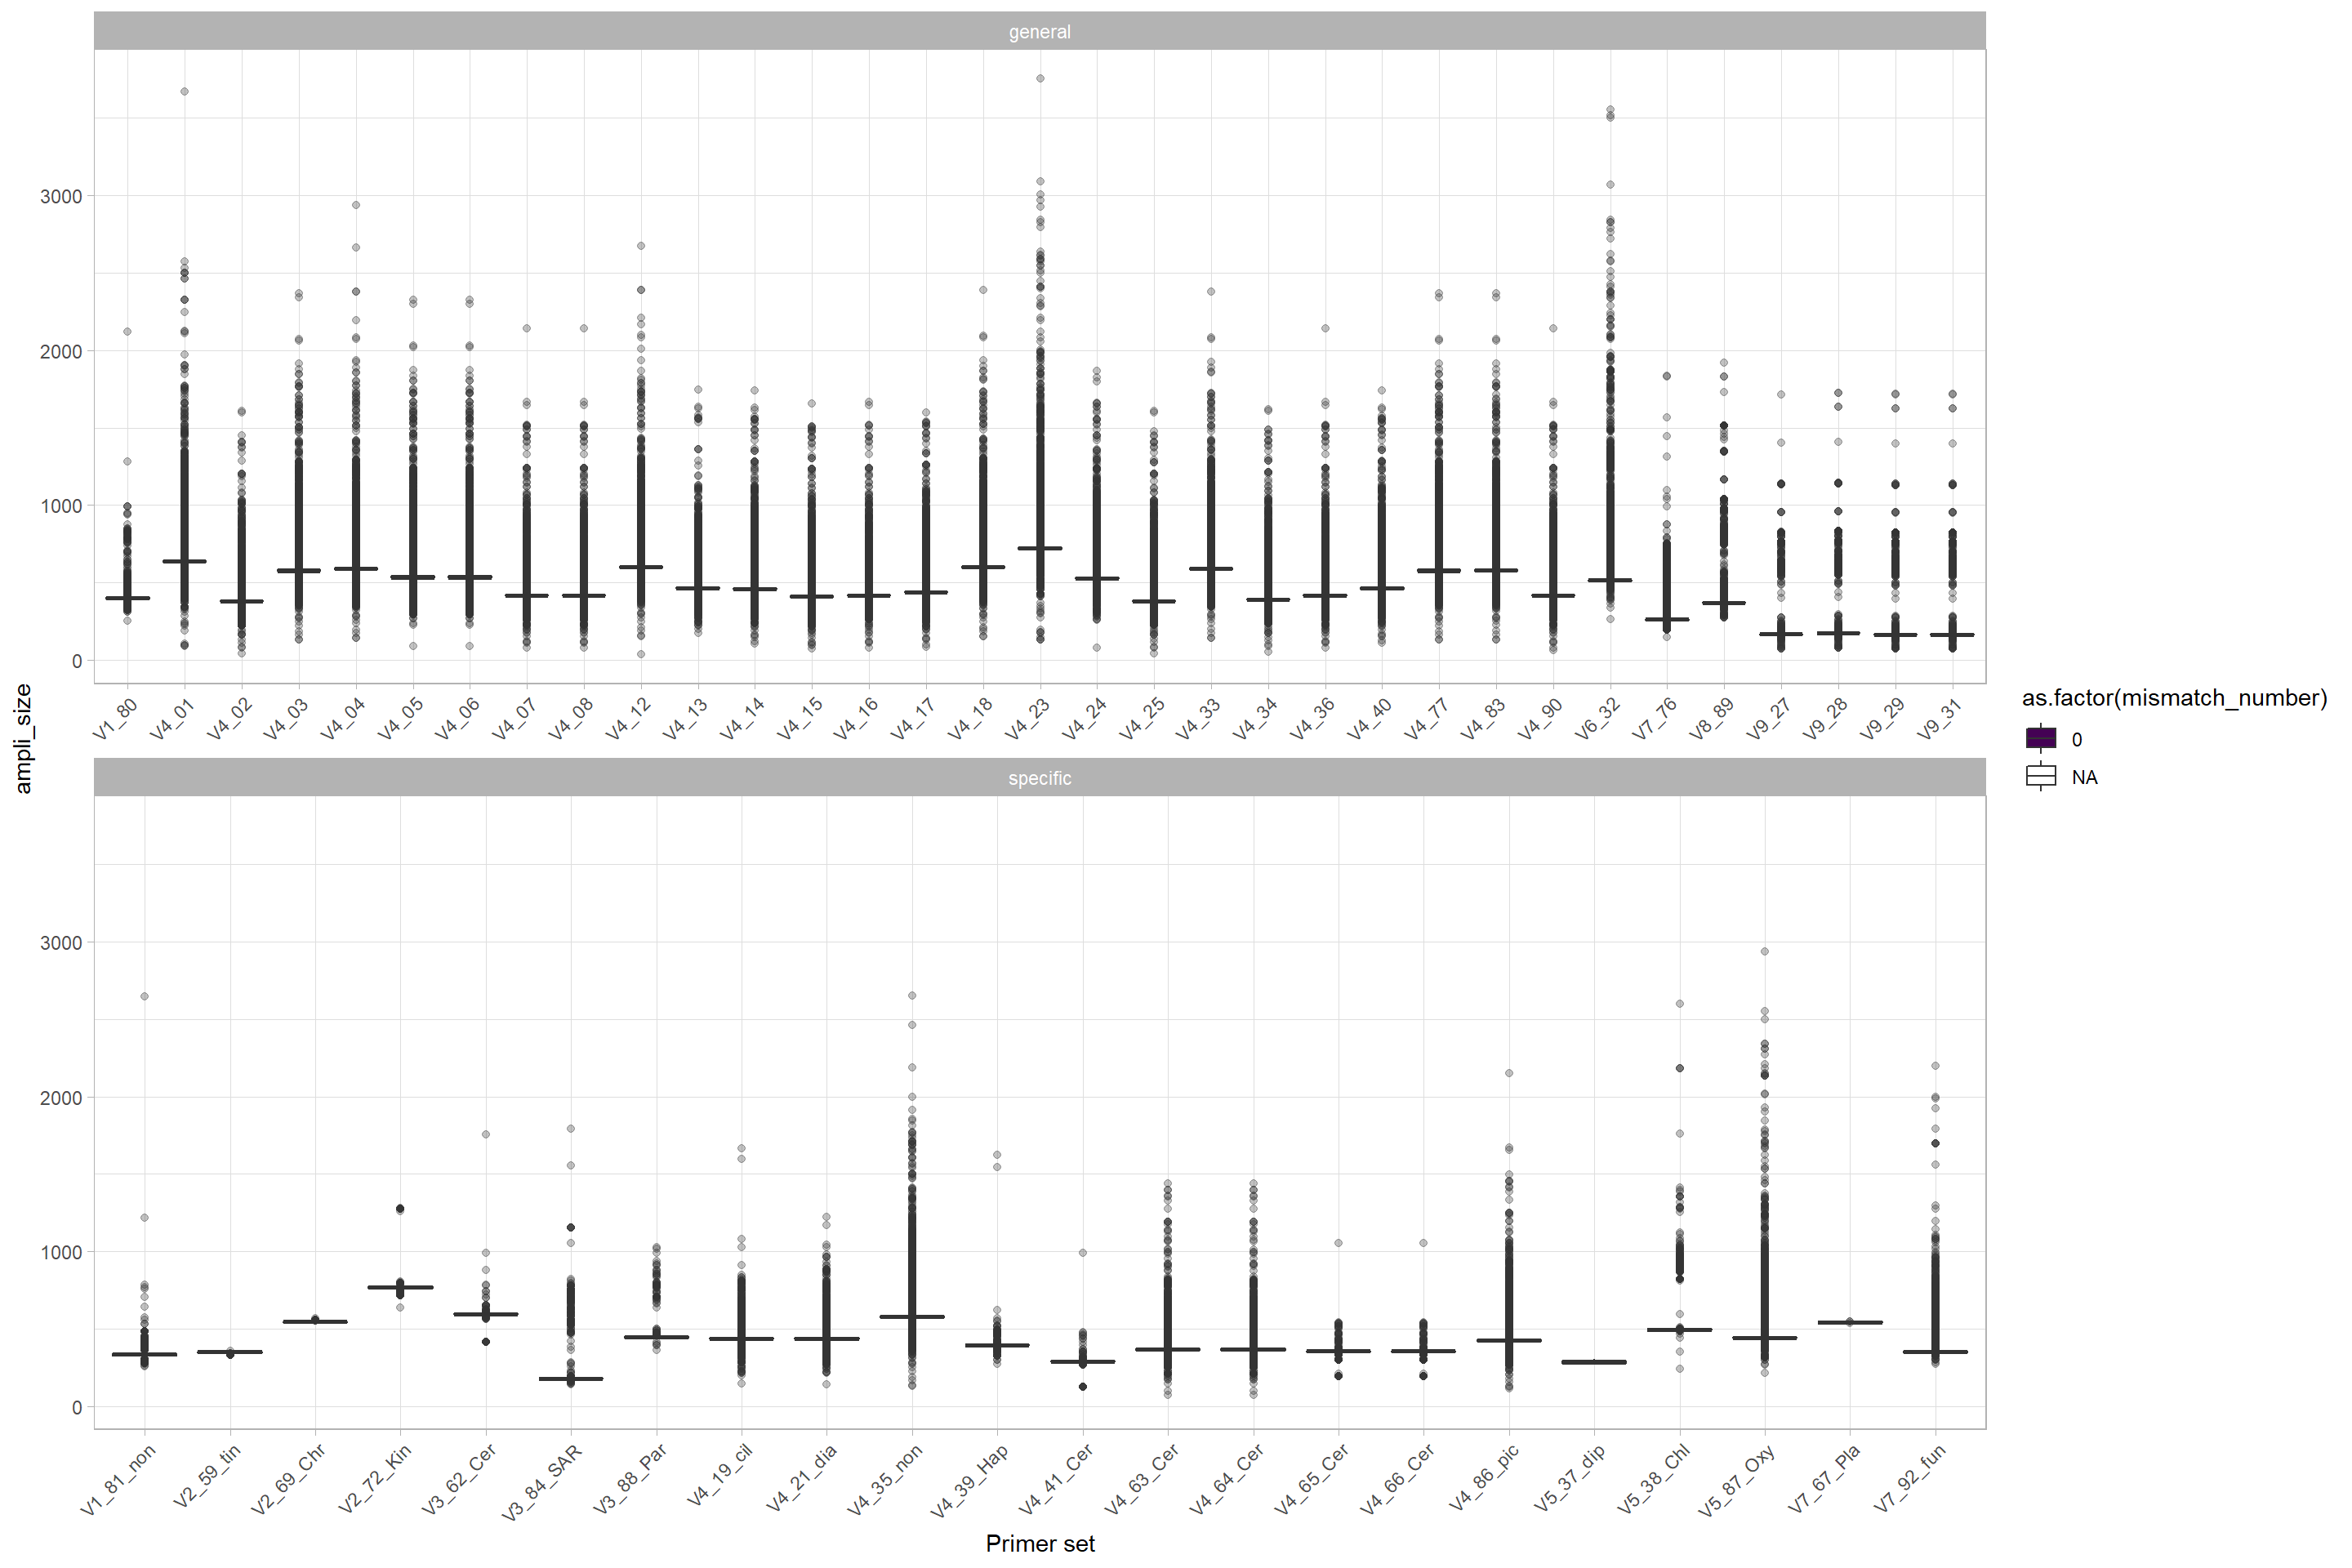 general
3000
2000
1000
0
V1_80 V4_01 V4_02 V4_03 V4_04 V4_05 V4_06 V4_07 V4_08 V4_12 V4_13 V4_14 V4_15 V4_16 V4_17 V4_18 V4_23 V4_24 V4_25 V4_33 V4_34 V4_36 V4_40 V4_77 V4_83 V4_90 V6_32 V7_76 V8_89 V9_27 V9_28 V9_29 V9_31
ampli_size
specific
3000
2000
1000
0
V1_81_non V2_59_tin V2_69_Chr V2_72_Kin V3_62_Cer V3_84_SAR V3_88_Par V4_19_cil V4_21_dia V4_35_non V4_39_Hap V4_41_Cer V4_63_Cer V4_64_Cer V4_65_Cer V4_66_Cer V4_86_pic V5_37_dip V5_38_Chl V5_87_Oxy V7_67_Pla V7_92_fun
Primer set
as.factor(mismatch_number)
0
NA